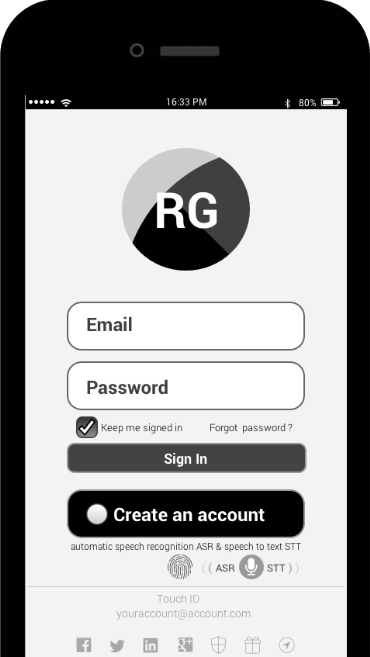 16:33 PM 80%
RG
Email
Password
Keep me signed in Forgot password ?
Sign In
Create an account
automatic speech recognition ASR & speech to text STT
( ( ASR STT ) )
Touch ID
youraccount@account.com